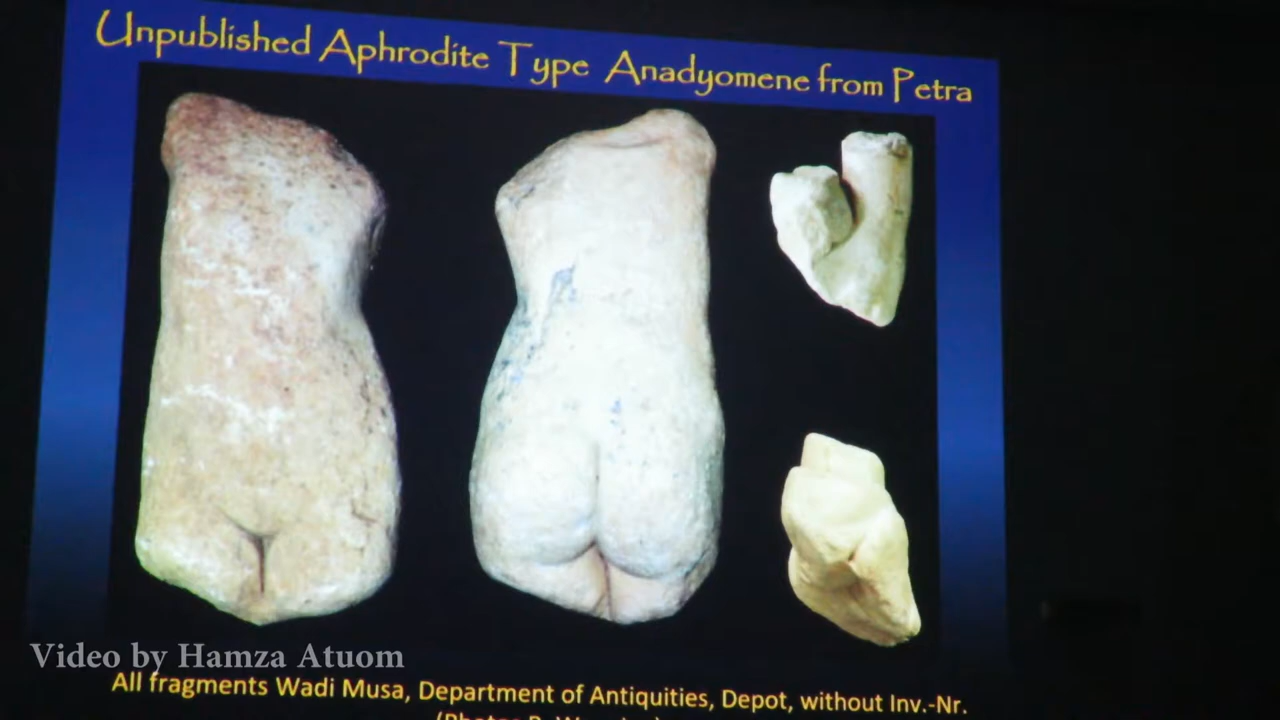 Unpublished Aphrodite Type Anadyomene from Petra
Video by Hamza Atuom
All fragments Wadi Musa, Department of Antiquities, Depot, without Inv.-Nr.